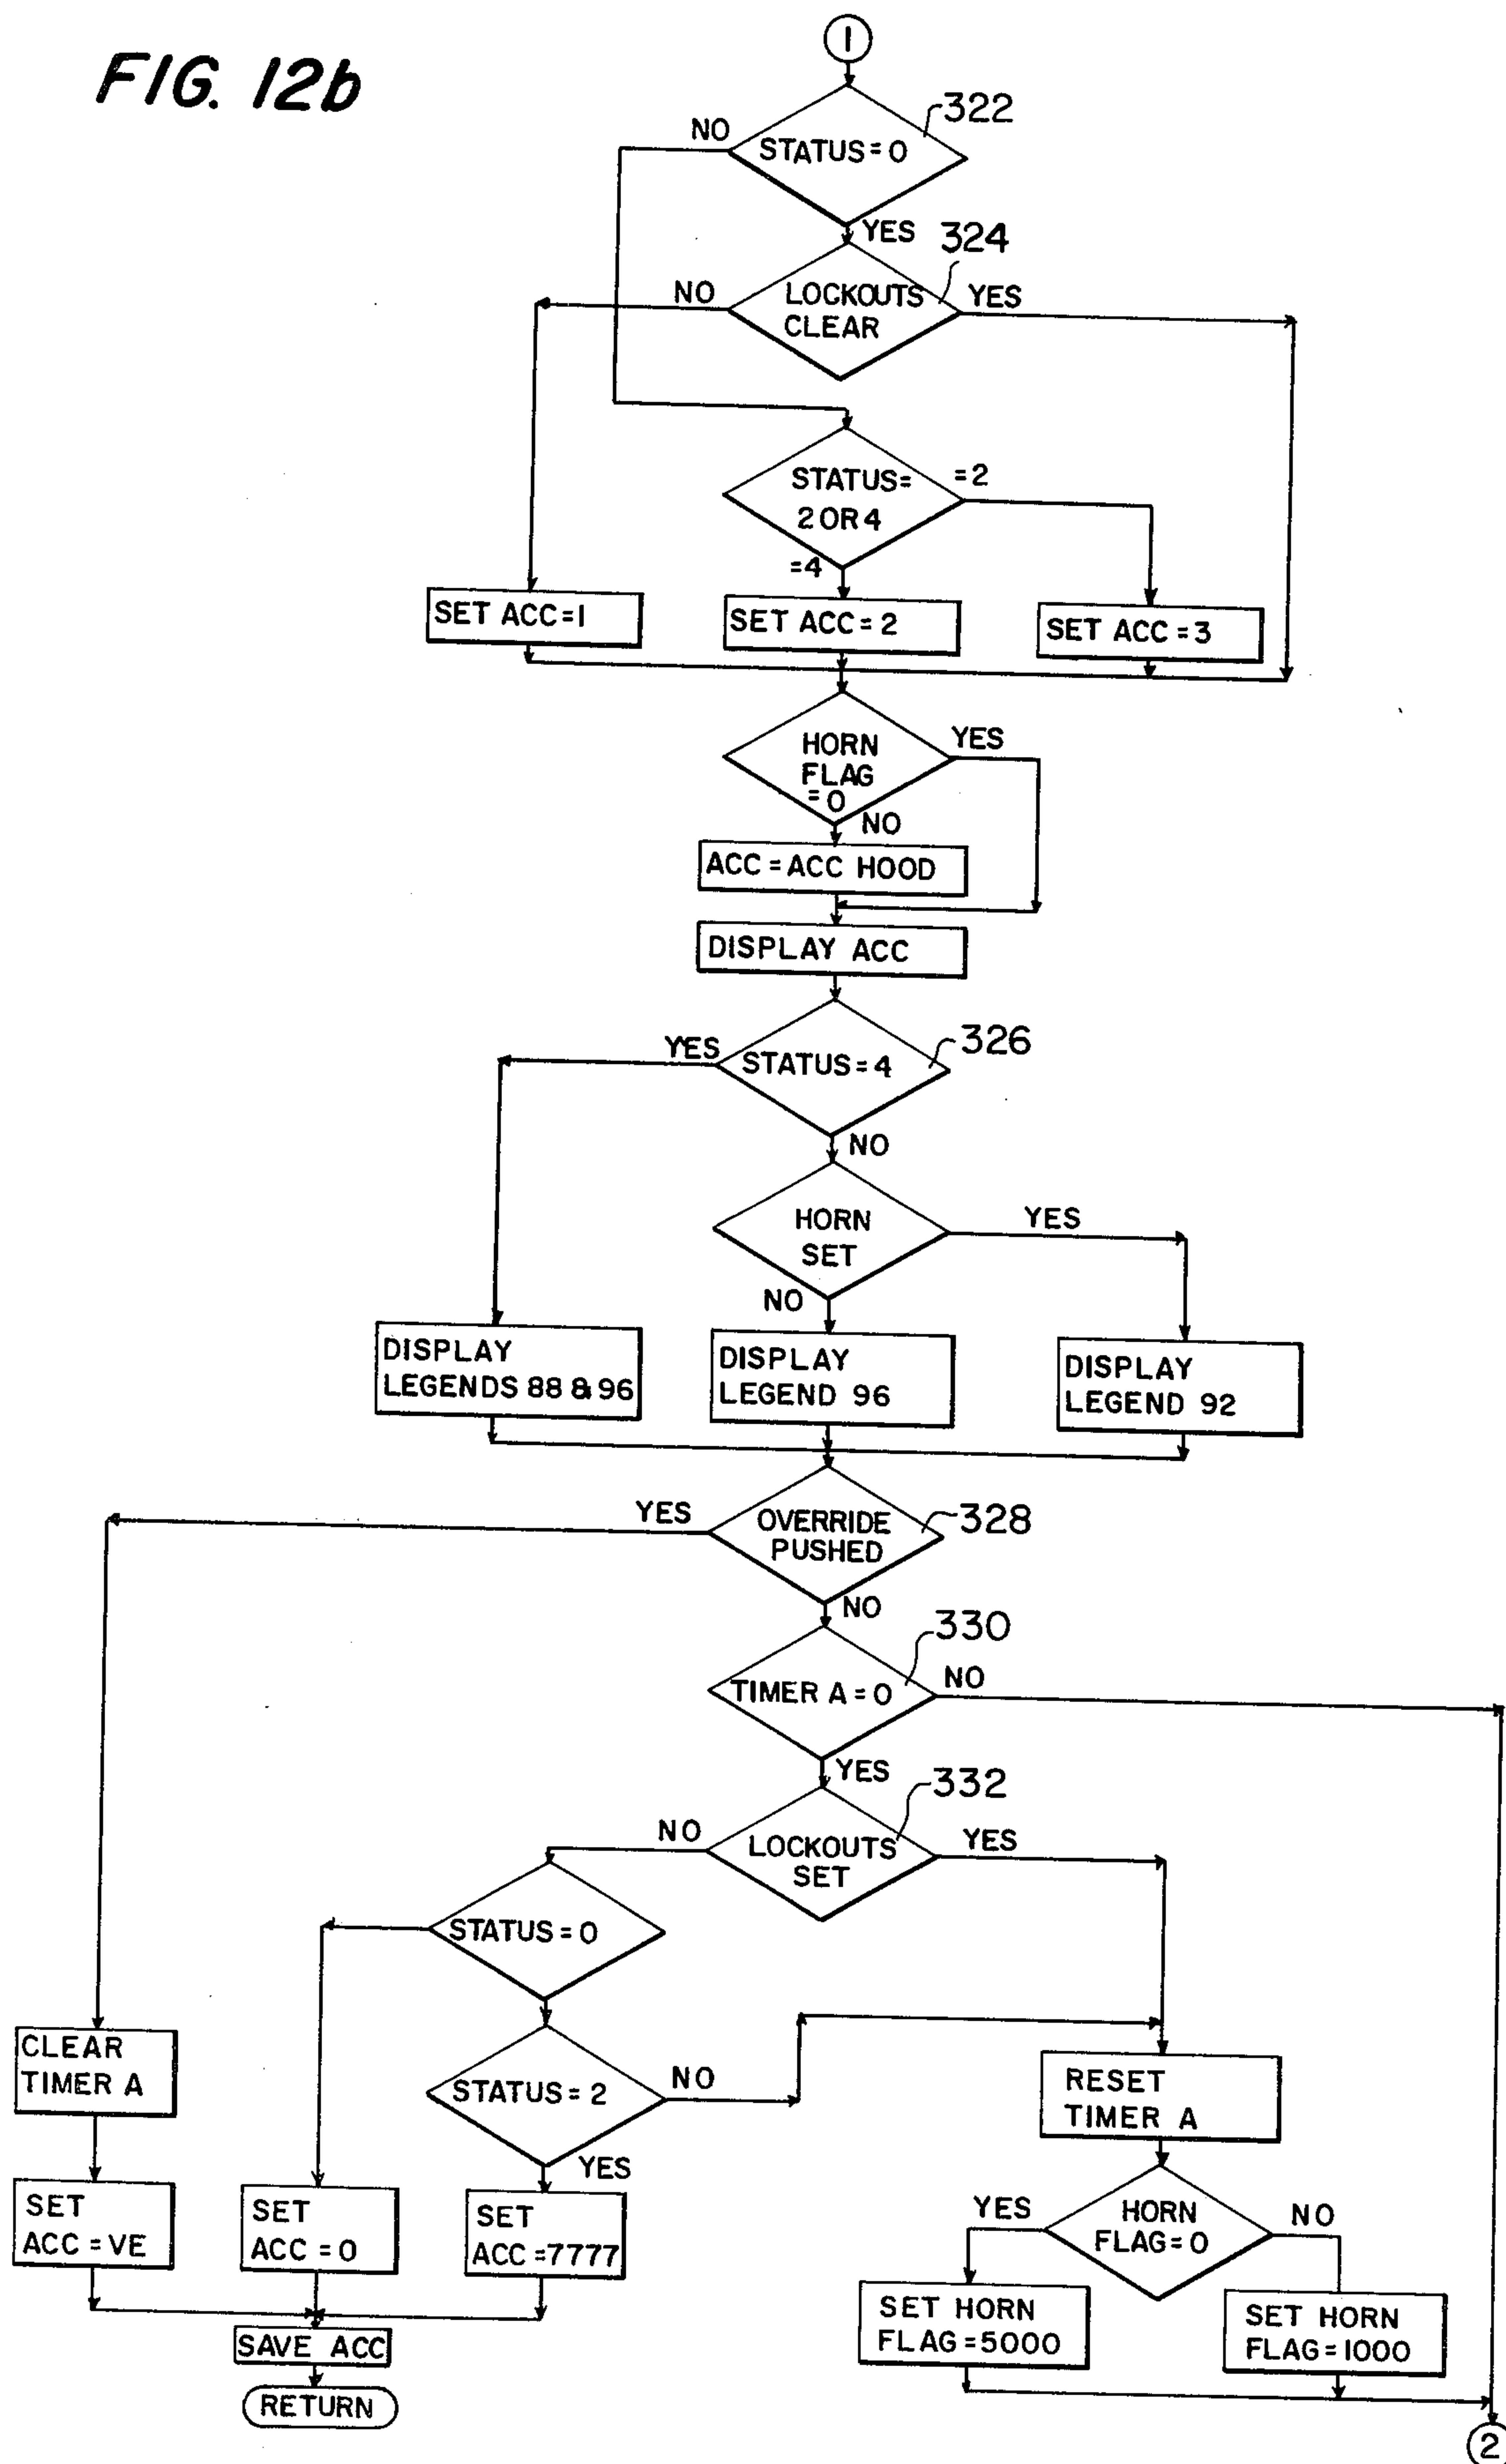 FIG. 12b
1
322
NO
STATUS=0
YES
324
NO
LOCKOUTS
CLEAR
YES
STATUS=
2 OR 4
=2
=4
SET ACC=1
SET ACC=2
SET ACC=3
HORN
FLAG
=0
YES
NO
ACC=ACC HOOD
DISPLAY ACC
YES
STATUS=4
326
NO
HORN
SET
YES
NO
DISPLAY
LEGENDS 88 & 96
DISPLAY
LEGEND 96
DISPLAY
LEGEND 92
YES
OVERRIDE
PUSHED
328
NO
330
TIMER A=0
NO
YES
332
NO
LOCKOUTS
SET
YES
STATUS=0
STATUS=2
NO
YES
CLEAR
TIMER A
RESET
TIMER A
SET
ACC=VE
SET
ACC=0
SET
ACC=7777
YES
HORN
FLAG=0
NO
SET HORN
FLAG=5000
SET HORN
FLAG=1000
SAVE ACC
RETURN
2